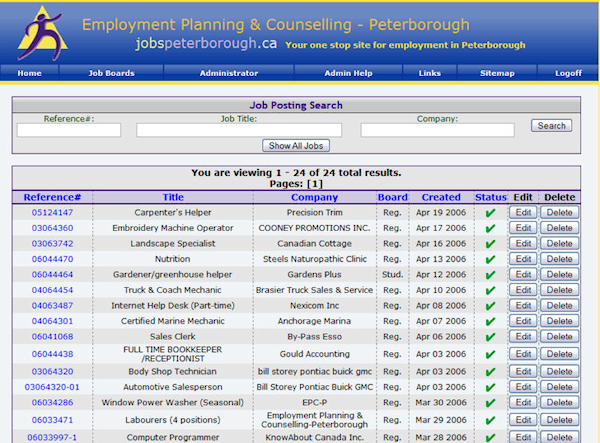 Employment Planning & Counselling - Peterborough
jobspeterborough.ca Your one stop site for employment in Peterborough
Home Job Boards Administrator Admin Help Links Sitemap Logoff
Job Posting Search
Reference#: Job Title: Company:
Search
Show All Jobs
You are viewing 1 - 24 of 24 total results.
Pages: [1]
Reference# Title Company Board Created Status Edit Delete
05124147 Carpenter's Helper Precision Trim Reg. Apr 19 2006 Edit Delete
03064360 Embroidery Machine Operator COONEY PROMOTIONS INC. Reg. Apr 17 2006 Edit Delete
03063742 Landscape Specialist Canadian Cottage Reg. Apr 16 2006 Edit Delete
06044470 Nutrition Steels Naturopathic Clinic Reg. Apr 13 2006 Edit Delete
06044464 Gardener/greenhouse helper Gardens Plus Stud. Apr 12 2006 Edit Delete
04064454 Truck & Coach Mechanic Brasier Truck Sales & Service Reg. Apr 10 2006 Edit Delete
04063487 Internet Help Desk (Part-time) Nexicom Inc Reg. Apr 08 2006 Edit Delete
04064301 Certified Marine Mechanic Anchorage Marina Reg. Apr 07 2006 Edit Delete
06041068 Sales Clerk By-Pass Esso Reg. Apr 06 2006 Edit Delete
06044438 FULL TIME BOOKKEEPER /RECEPTIONIST Gould Accounting Reg. Apr 03 2006 Edit Delete
03064320 Body Shop Technician bill storey pontiac buick gmc Reg. Apr 03 2006 Edit Delete
03064320-01 Automotive Salesperson Bill Storey Pontiac Buick GMC Reg. Apr 03 2006 Edit Delete
06034286 Window Power Washer (Seasonal) EPC-P Reg. Mar 30 2006 Edit Delete
06033471 Labourers (4 positions) Employment Planning & Counselling-Peterborough Reg. Mar 29 2006 Edit Delete
06033997-1 Computer Programmer KnowAbout Canada Inc. Reg. Mar 28 2006 Edit Delete